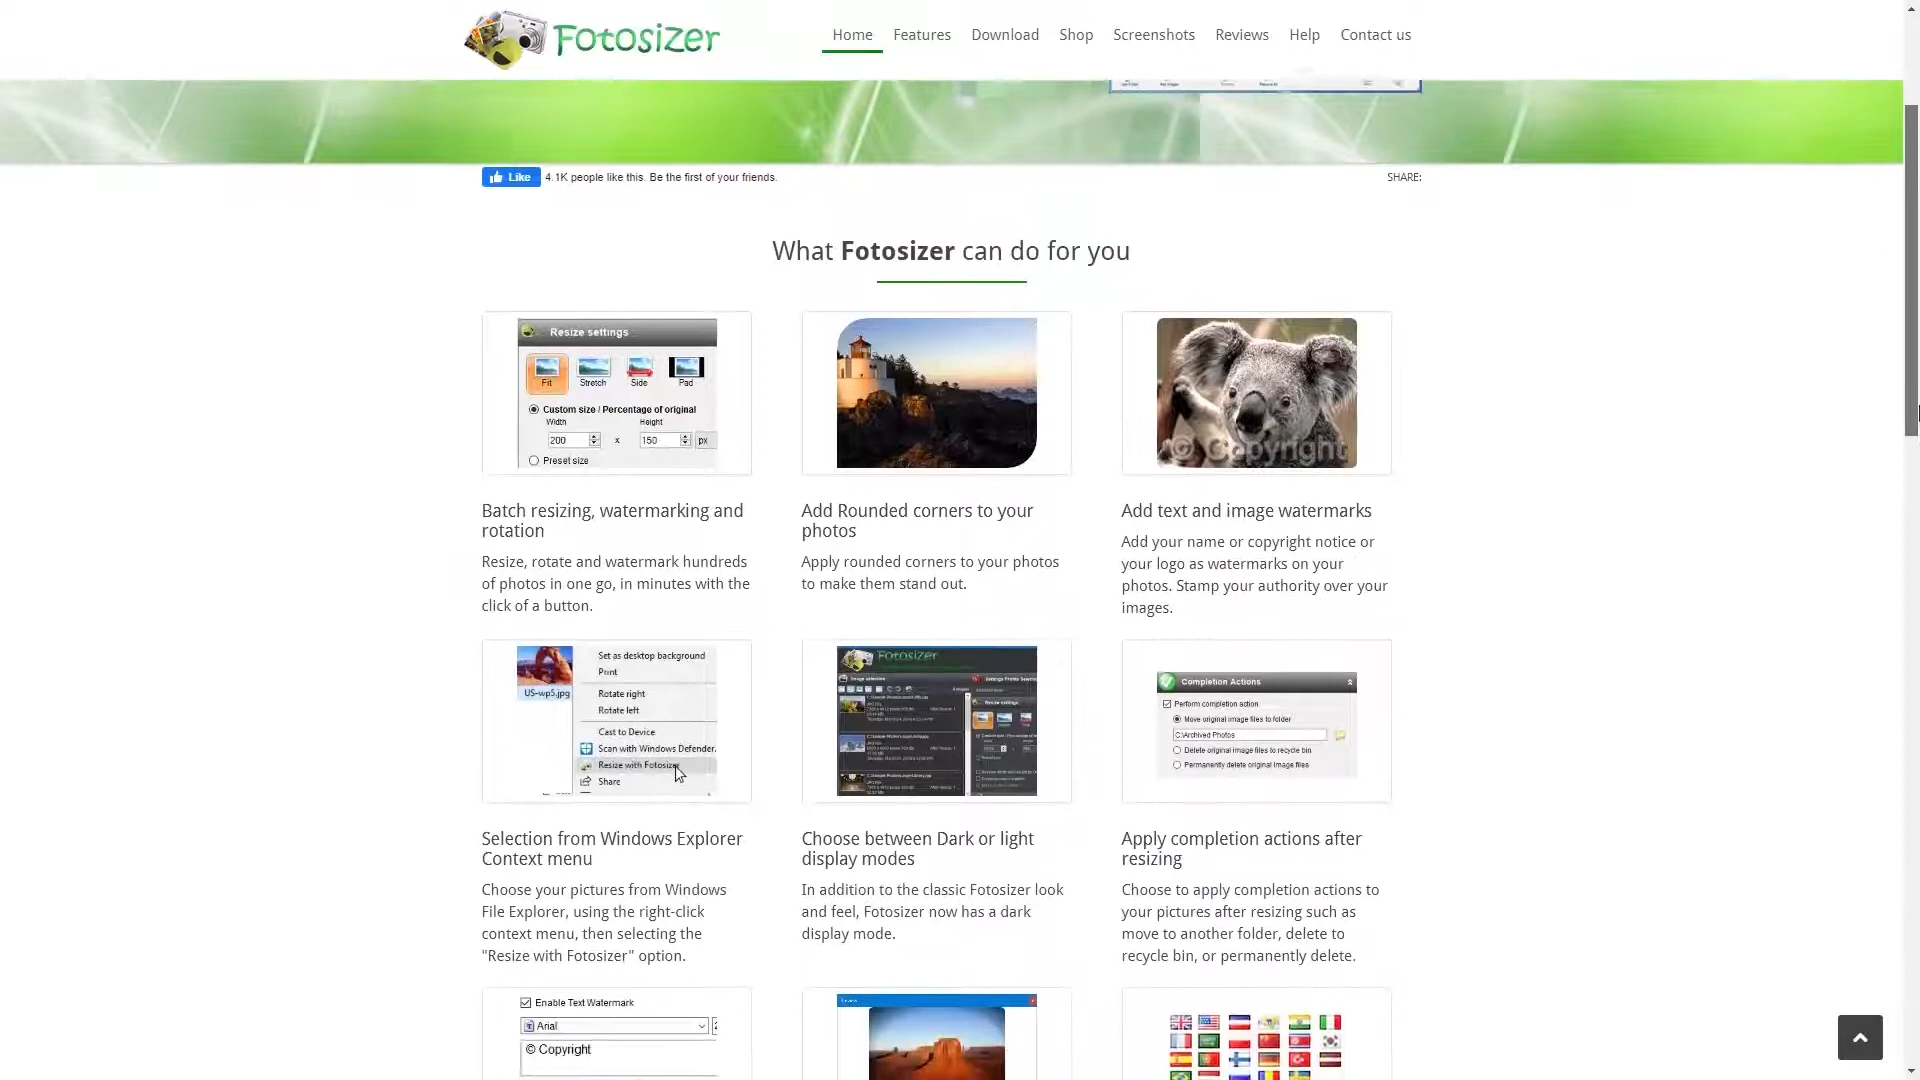 Fotosizer
Home
Features
Download
Shop
Screenshots
Reviews
Help
Contact us
Like
4.1K people like this. Be the first of your friends.
SHARE:
What Fotosizer can do for you
Resize settings
Fit
Stretch
Side
Pad
Custom size / Percentage of original
Width
Height
200
x
150
px
Preset size
© Copyright
Batch resizing, watermarking and
rotation
Resize, rotate and watermark hundreds
of photos in one go, in minutes with the
click of a button.
Add Rounded corners to your
photos
Apply rounded corners to your photos
to make them stand out.
Add text and image watermarks
Add your name or copyright notice or
your logo as watermarks on your
photos. Stamp your authority over your
images.
US-wp5.jpg
Set as desktop background
Print
Rotate right
Rotate left
Cast to Device
Scan with Windows Defender.
Resize with Fotosizer
Share
Fotosizer
Image selection
Resize settings
Completion Actions
Perform completion action
Move original image files to folder
C:\Archived Photos
Delete original image files to recycle bin
Permanently delete original image files
Selection from Windows Explorer
Context menu
Choose your pictures from Windows
File Explorer, using the right-click
context menu, then selecting the
"Resize with Fotosizer" option.
Choose between Dark or light
display modes
In addition to the classic Fotosizer look
and feel, Fotosizer now has a dark
display mode.
Apply completion actions after
resizing
Choose to apply completion actions to
your pictures after resizing such as
move to another folder, delete to
recycle bin, or permanently delete.
Enable Text Watermark
Arial
© Copyright
Preview